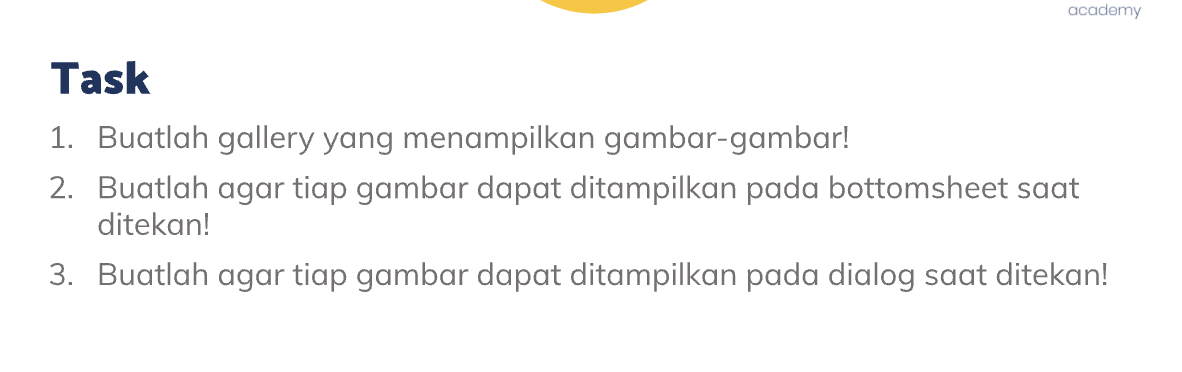 academy
Task
1. Buatlah gallery yang menampilkan gambar-gambar!
2. Buatlah agar tiap gambar dapat ditampilkan pada bottomsheet saat
ditekan!
3. Buatlah agar tiap gambar dapat ditampilkan pada dialog saat ditekan!